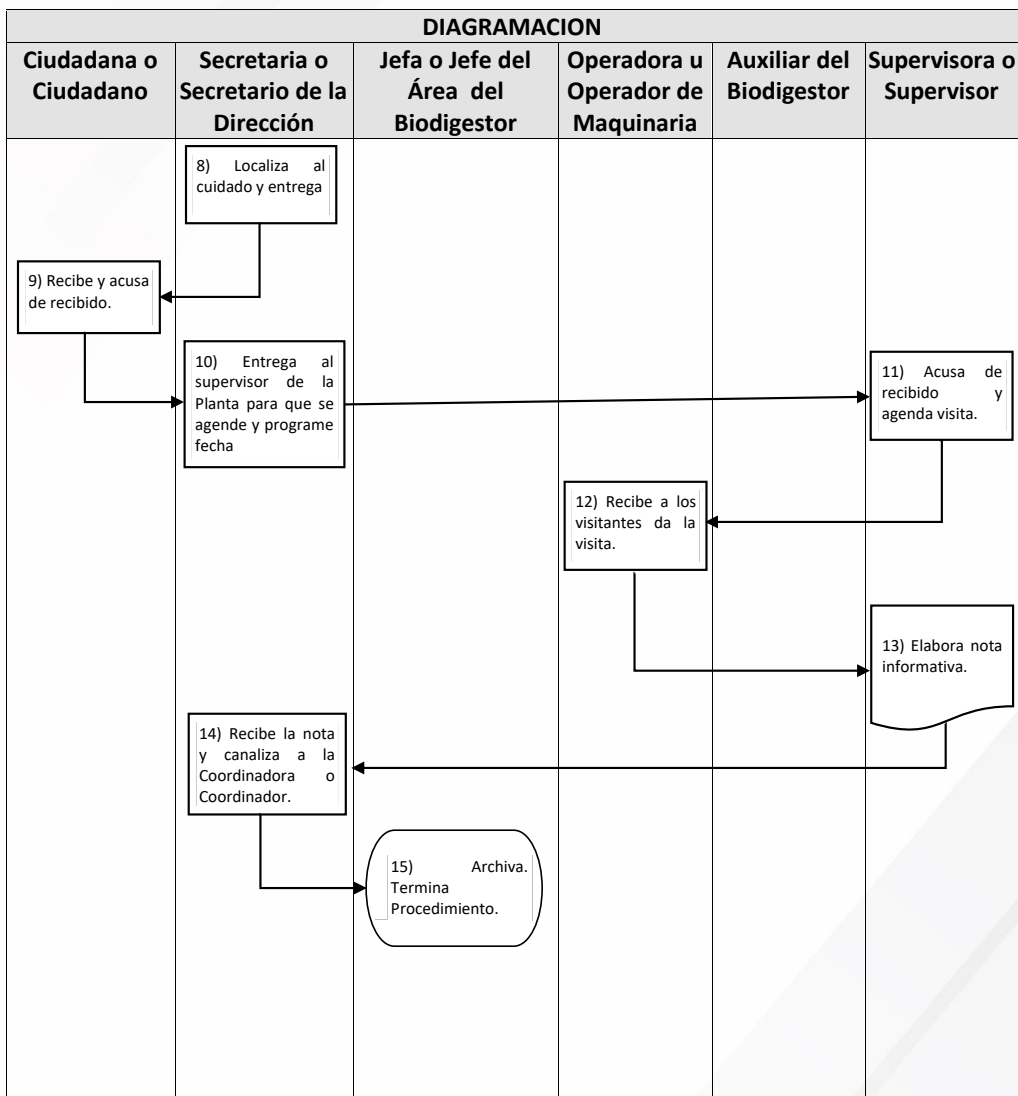 DIAGRAMACION
Ciudadana o
Ciudadano
Secretaria o
Secretario de la
Dirección
Jefa o Jefe del
Área del
Biodigestor
Operadora u
Operador de
Maquinaria
Auxiliar del
Biodigestor
Supervisora o
Supervisor
8) Localiza al
cuidado y entrega
9) Recibe y acusa
de recibido.
10) Entrega al
supervisor de la
Planta para que se
agende y programe
fecha
11) Acusa de
recibido y
agenda visita.
12) Recibe a los
visitantes da la
visita.
13) Elabora nota
informativa.
14) Recibe la nota
y canaliza a la
Coordinadora o
Coordinador.
15) Archiva.
Termina
Procedimiento.